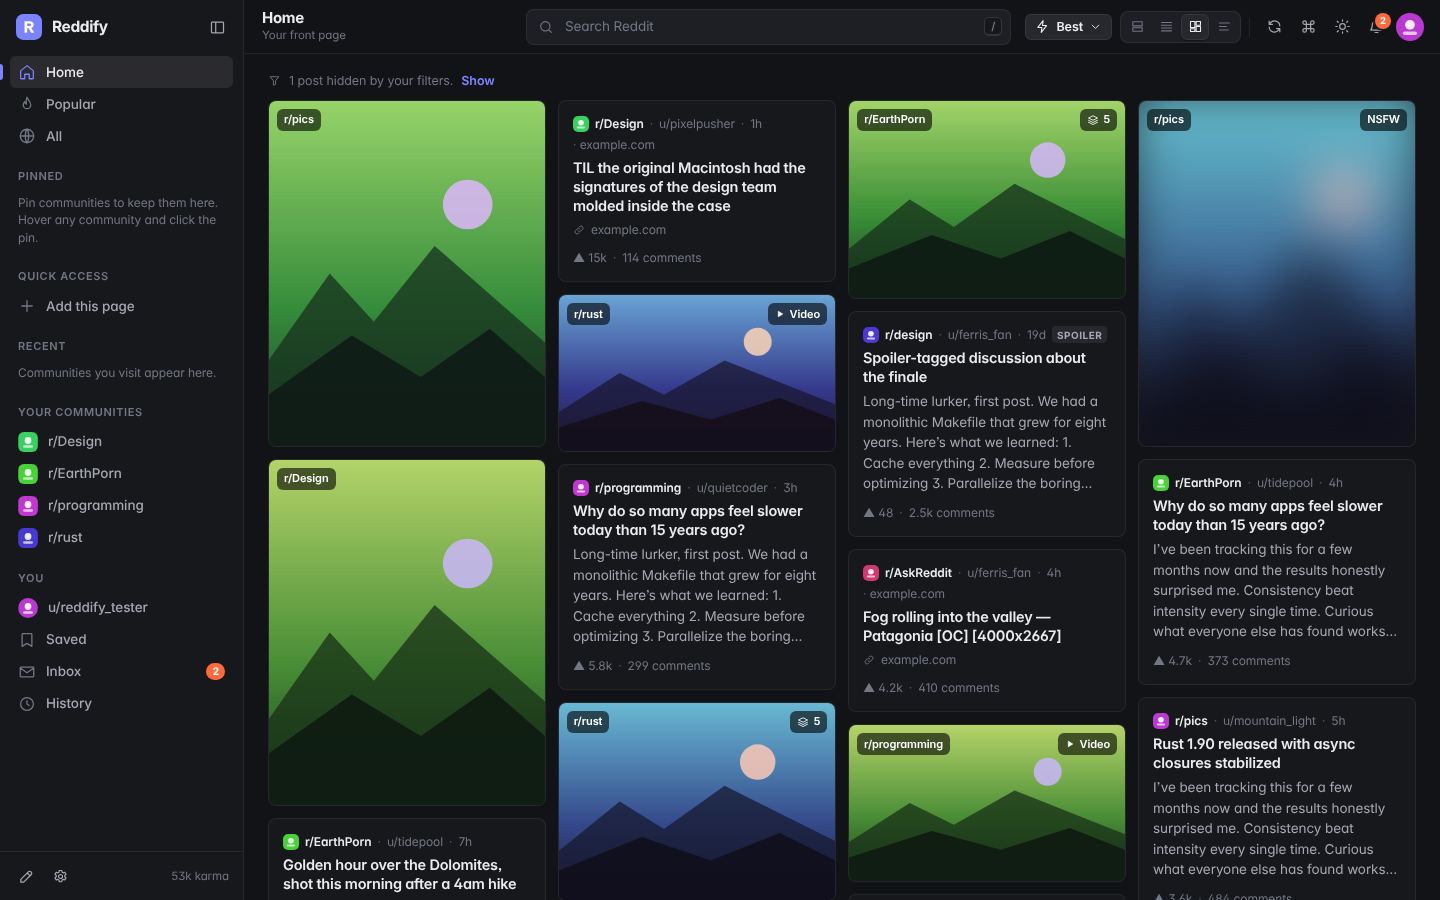 R Reddify
Home
Popular
All
PINNED
Pin communities to keep them here.
Hover any community and click the
pin.
QUICK ACCESS
Add this page
RECENT
Communities you visit appear here.
YOUR COMMUNITIES
r/Design
r/EarthPorn
r/programming
r/rust
YOU
u/reddify_tester
Saved
Inbox 2
History
53k karma
Home
Your front page
Search Reddit /
Best
2
1 post hidden by your filters. Show
r/pics
r/Design
r/EarthPorn · u/tidepool · 7h
Golden hour over the Dolomites,
shot this morning after a 4am hike
r/Design · u/pixelpusher · 1h
· example.com
TIL the original Macintosh had the
signatures of the design team
molded inside the case
example.com
15k · 114 comments
r/rust Video
r/programming · u/quietcoder · 3h
Why do so many apps feel slower
today than 15 years ago?
Long-time lurker, first post. We had a
monolithic Makefile that grew for eight
years. Here's what we learned: 1.
Cache everything 2. Measure before
optimizing 3. Parallelize the boring...
5.8k · 299 comments
r/rust 5
r/EarthPorn 5
r/design · u/ferris_fan · 19d SPOILER
Spoiler-tagged discussion about
the finale
Long-time lurker, first post. We had a
monolithic Makefile that grew for eight
years. Here's what we learned: 1.
Cache everything 2. Measure before
optimizing 3. Parallelize the boring...
48 · 2.5k comments
r/AskReddit · u/ferris_fan · 4h
· example.com
Fog rolling into the valley —
Patagonia [OC] [4000x2667]
example.com
4.2k · 410 comments
r/programming Video
r/pics NSFW
r/EarthPorn · u/tidepool · 4h
Why do so many apps feel slower
today than 15 years ago?
I've been tracking this for a few
months now and the results honestly
surprised me. Consistency beat
intensity every single time. Curious
what everyone else has found works...
4.7k · 373 comments
r/pics · u/mountain_light · 5h
Rust 1.90 released with async
closures stabilized
I've been tracking this for a few
months now and the results honestly
surprised me. Consistency beat
intensity every single time. Curious
what everyone else has found works...
3.6k · 484 comments